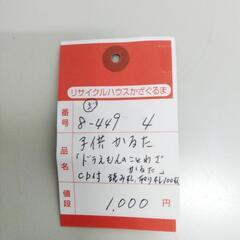 リサイクルハウスかざぐるま
③
番号 8-449 4
品名 子供 かるた
「ドラえもんのことわざ
かるた」
CD付 読み札、取り札100枚
値段 1,000 円